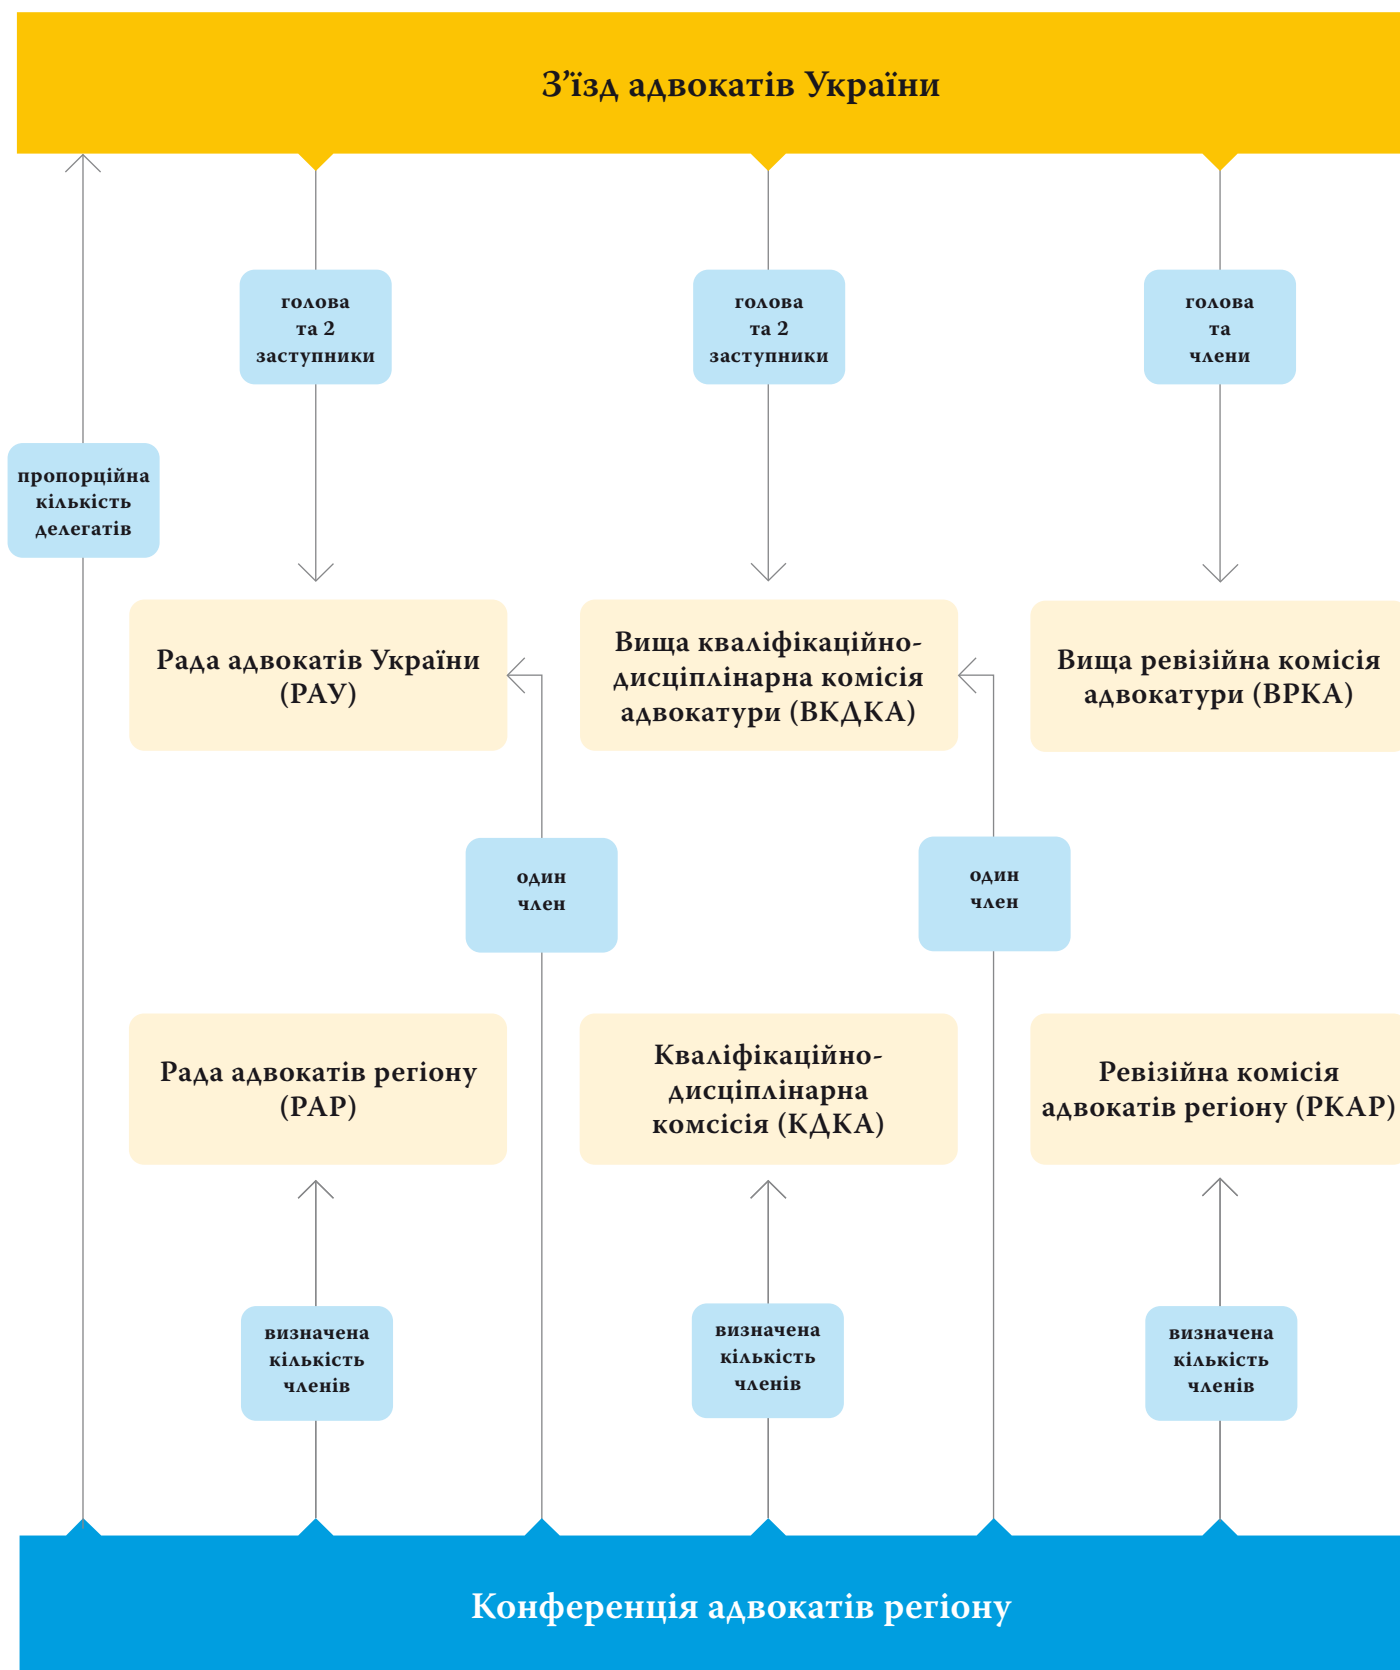 З’їзд адвокатів України
голова
та 2
заступники
голова
та 2
заступники
голова
та
члени
пропорційна
кількість
делегатів
Рада адвокатів України
(РАУ)
Вища кваліфікаційно-
дисціплінарна комісія
адвокатури (ВКДКА)
Вища ревізійна комісія
адвокатури (ВРКА)
один
член
один
член
Рада адвокатів регіону
(РАР)
Кваліфікаційно-
дисціплінарна
комсісія (КДКА)
Ревізійна комісія
адвокатів регіону (РКАР)
визначена
кількість
членів
визначена
кількість
членів
визначена
кількість
членів
Конференція адвокатів регіону